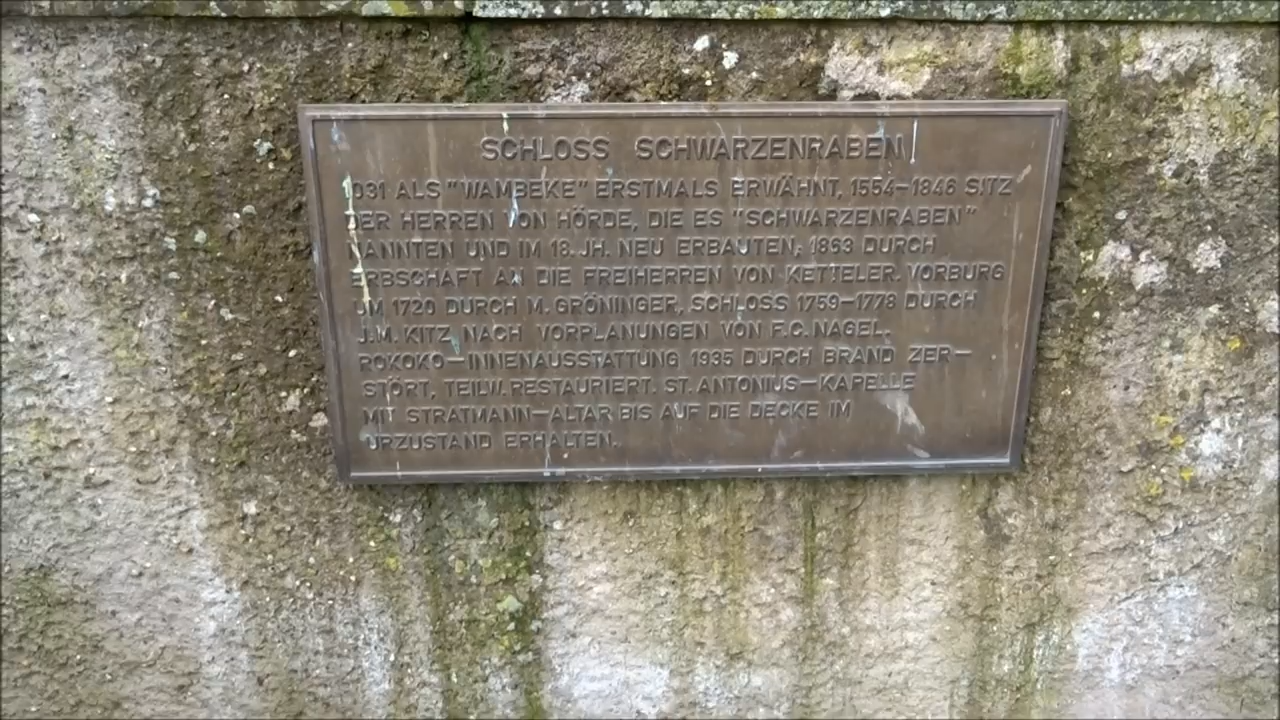 SCHLOSS SCHWARZENRABEN
1031 ALS "WAMBEKE" ERSTMALS ERWÄHNT, 1554-1846 SITZ
DER HERREN VON HÖRDE, DIE ES "SCHWARZENRABEN"
NANNTEN UND IM 18. JH. NEU ERBAUTEN; 1863 DURCH
ERBSCHAFT AN DIE FREIHERREN VON KETTELER. VORBURG
UM 1720 DURCH M. GRÖNINGER, SCHLOSS 1759-1778 DURCH
J.M. KITZ NACH VORPLANUNGEN VON F.C. NAGEL.
ROKOKO-INNENAUSSTATTUNG 1935 DURCH BRAND ZER-
STÖRT, TEILW. RESTAURIERT. ST. ANTONIUS-KAPELLE
MIT STRATMANN-ALTAR BIS AUF DIE DECKE IM
URZUSTAND ERHALTEN.